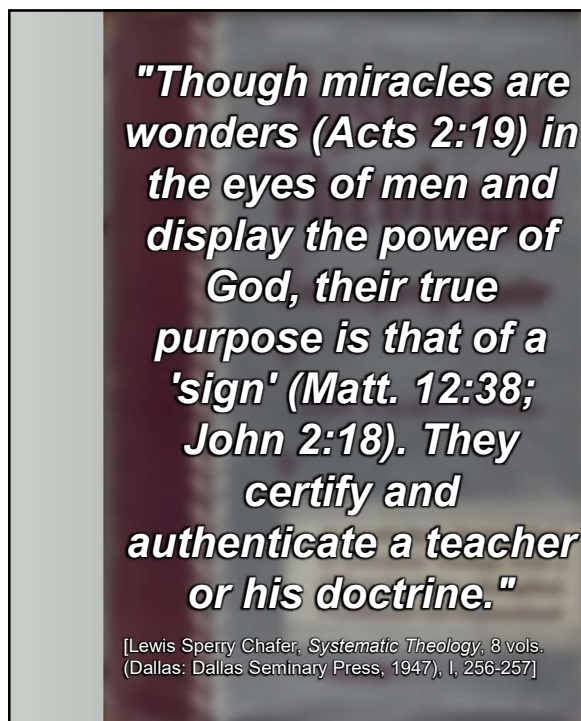 "Though miracles are
wonders (Acts 2:19) in
the eyes of men and
display the power of
God, their true
purpose is that of a
'sign' (Matt. 12:38;
John 2:18). They
certify and
authenticate a teacher
or his doctrine."
[Lewis Sperry Chafer, Systematic Theology, 8 vols.
(Dallas: Dallas Seminary Press, 1947), I, 256-257]